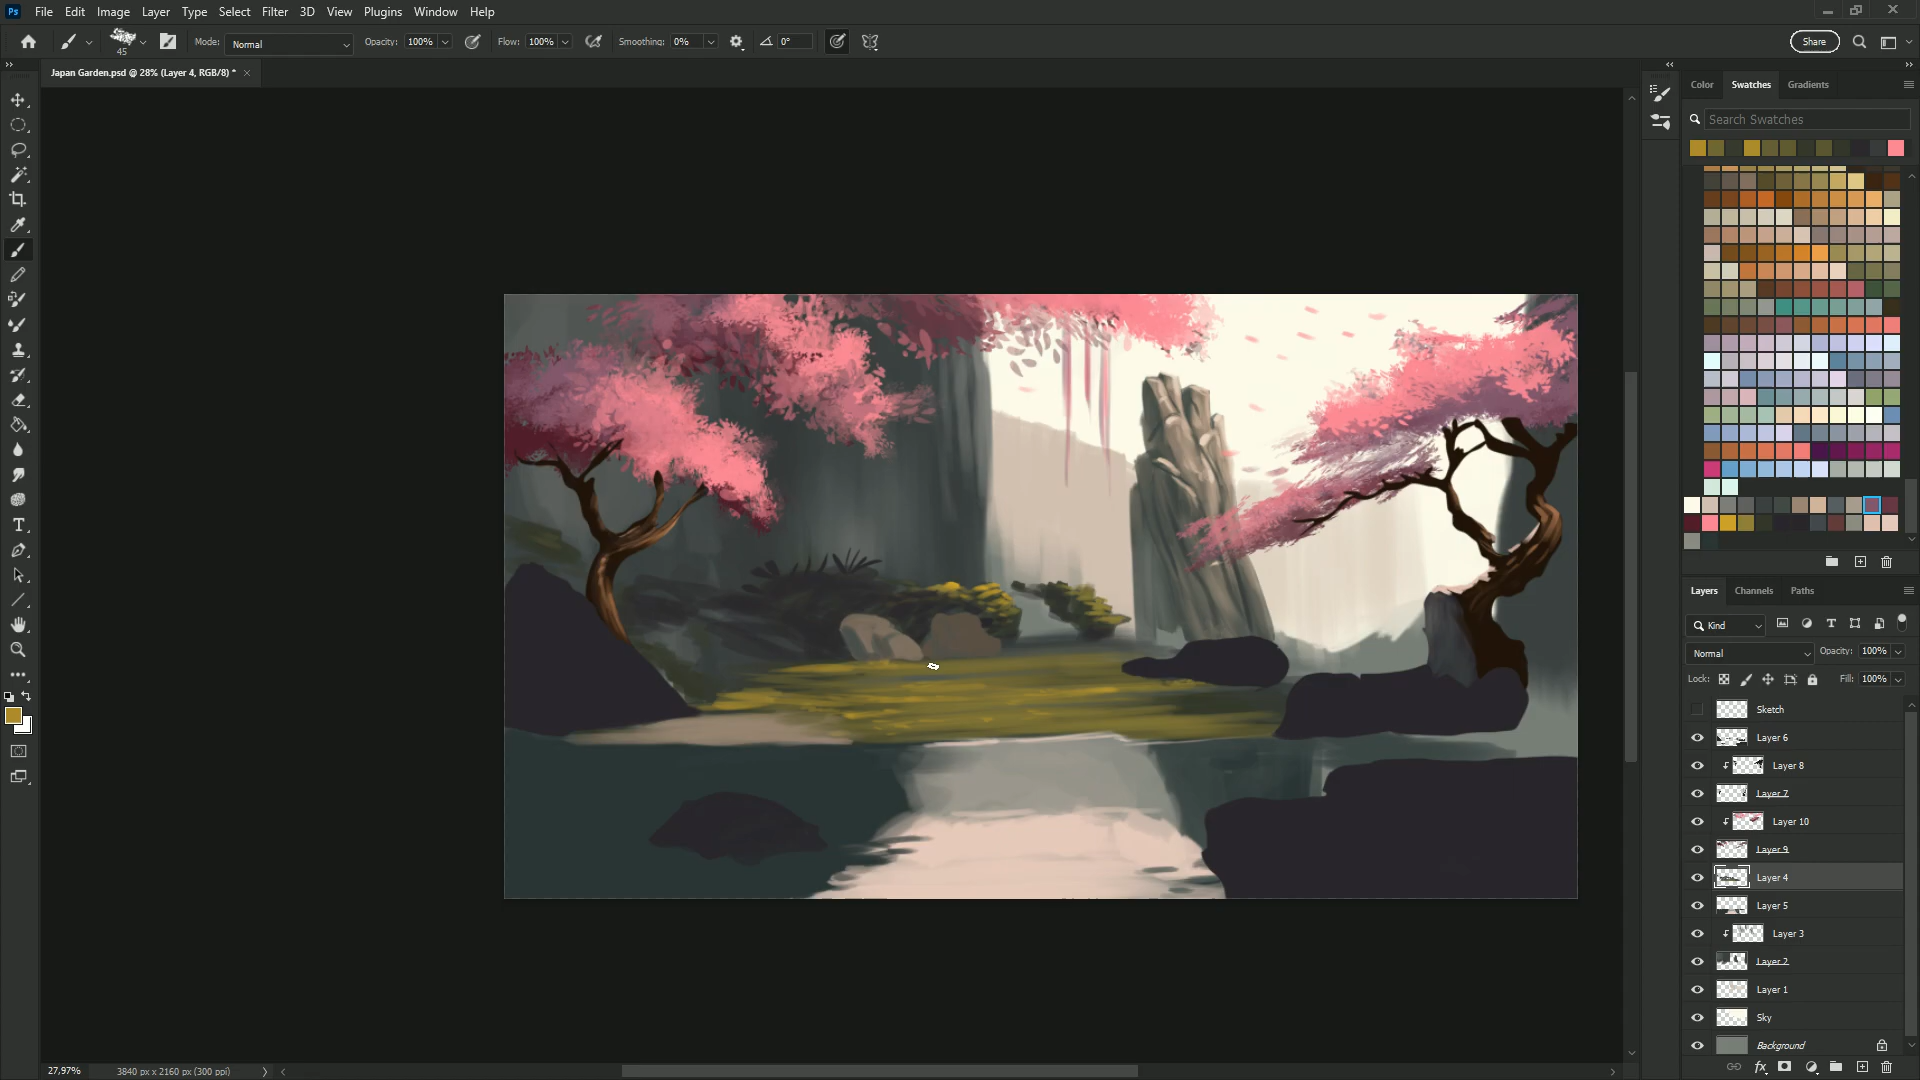 Ps File Edit Image Layer Type Select Filter 3D View Plugins Window Help
45 Mode: Normal Opacity: 100% Flow: 100% Smoothing: 0% 0° Share
Japan Garden.psd @ 28% (Layer 4, RGB/8) *
Color Swatches Gradients
Search Swatches
Layers Channels Paths
Kind
Normal Opacity: 100%
Lock: Fill: 100%
Sketch
Layer 6
Layer 8
Layer 7
Layer 10
Layer 9
Layer 4
Layer 5
Layer 3
Layer 2
Layer 1
Sky
Background
fx
27,97% 3840 px x 2160 px (300 ppi)